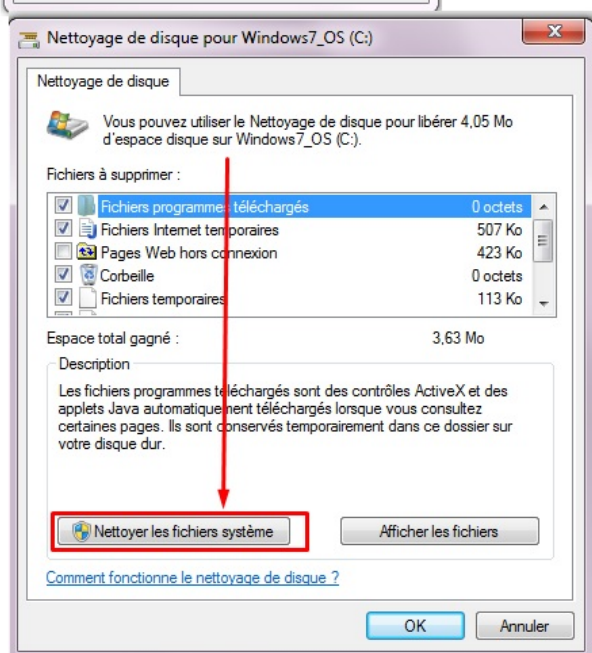 Nettoyage de disque pour Windows7_OS (C:)
Nettoyage de disque
Vous pouvez utiliser le Nettoyage de disque pour libérer 4,05 Mo
d'espace disque sur Windows7_OS (C:).
Fichiers à supprimer :
Fichiers programmes téléchargés 0 octets
Fichiers Internet temporaires 507 Ko
Pages Web hors connexion 423 Ko
Corbeille 0 octets
Fichiers temporaires 113 Ko
Espace total gagné : 3,63 Mo
Description
Les fichiers programmes téléchargés sont des contrôles ActiveX et des
applets Java automatiquement téléchargés lorsque vous consultez
certaines pages. Ils sont conservés temporairement dans ce dossier sur
votre disque dur.
Nettoyer les fichiers système Afficher les fichiers
Comment fonctionne le nettoyage de disque ?
OK Annuler